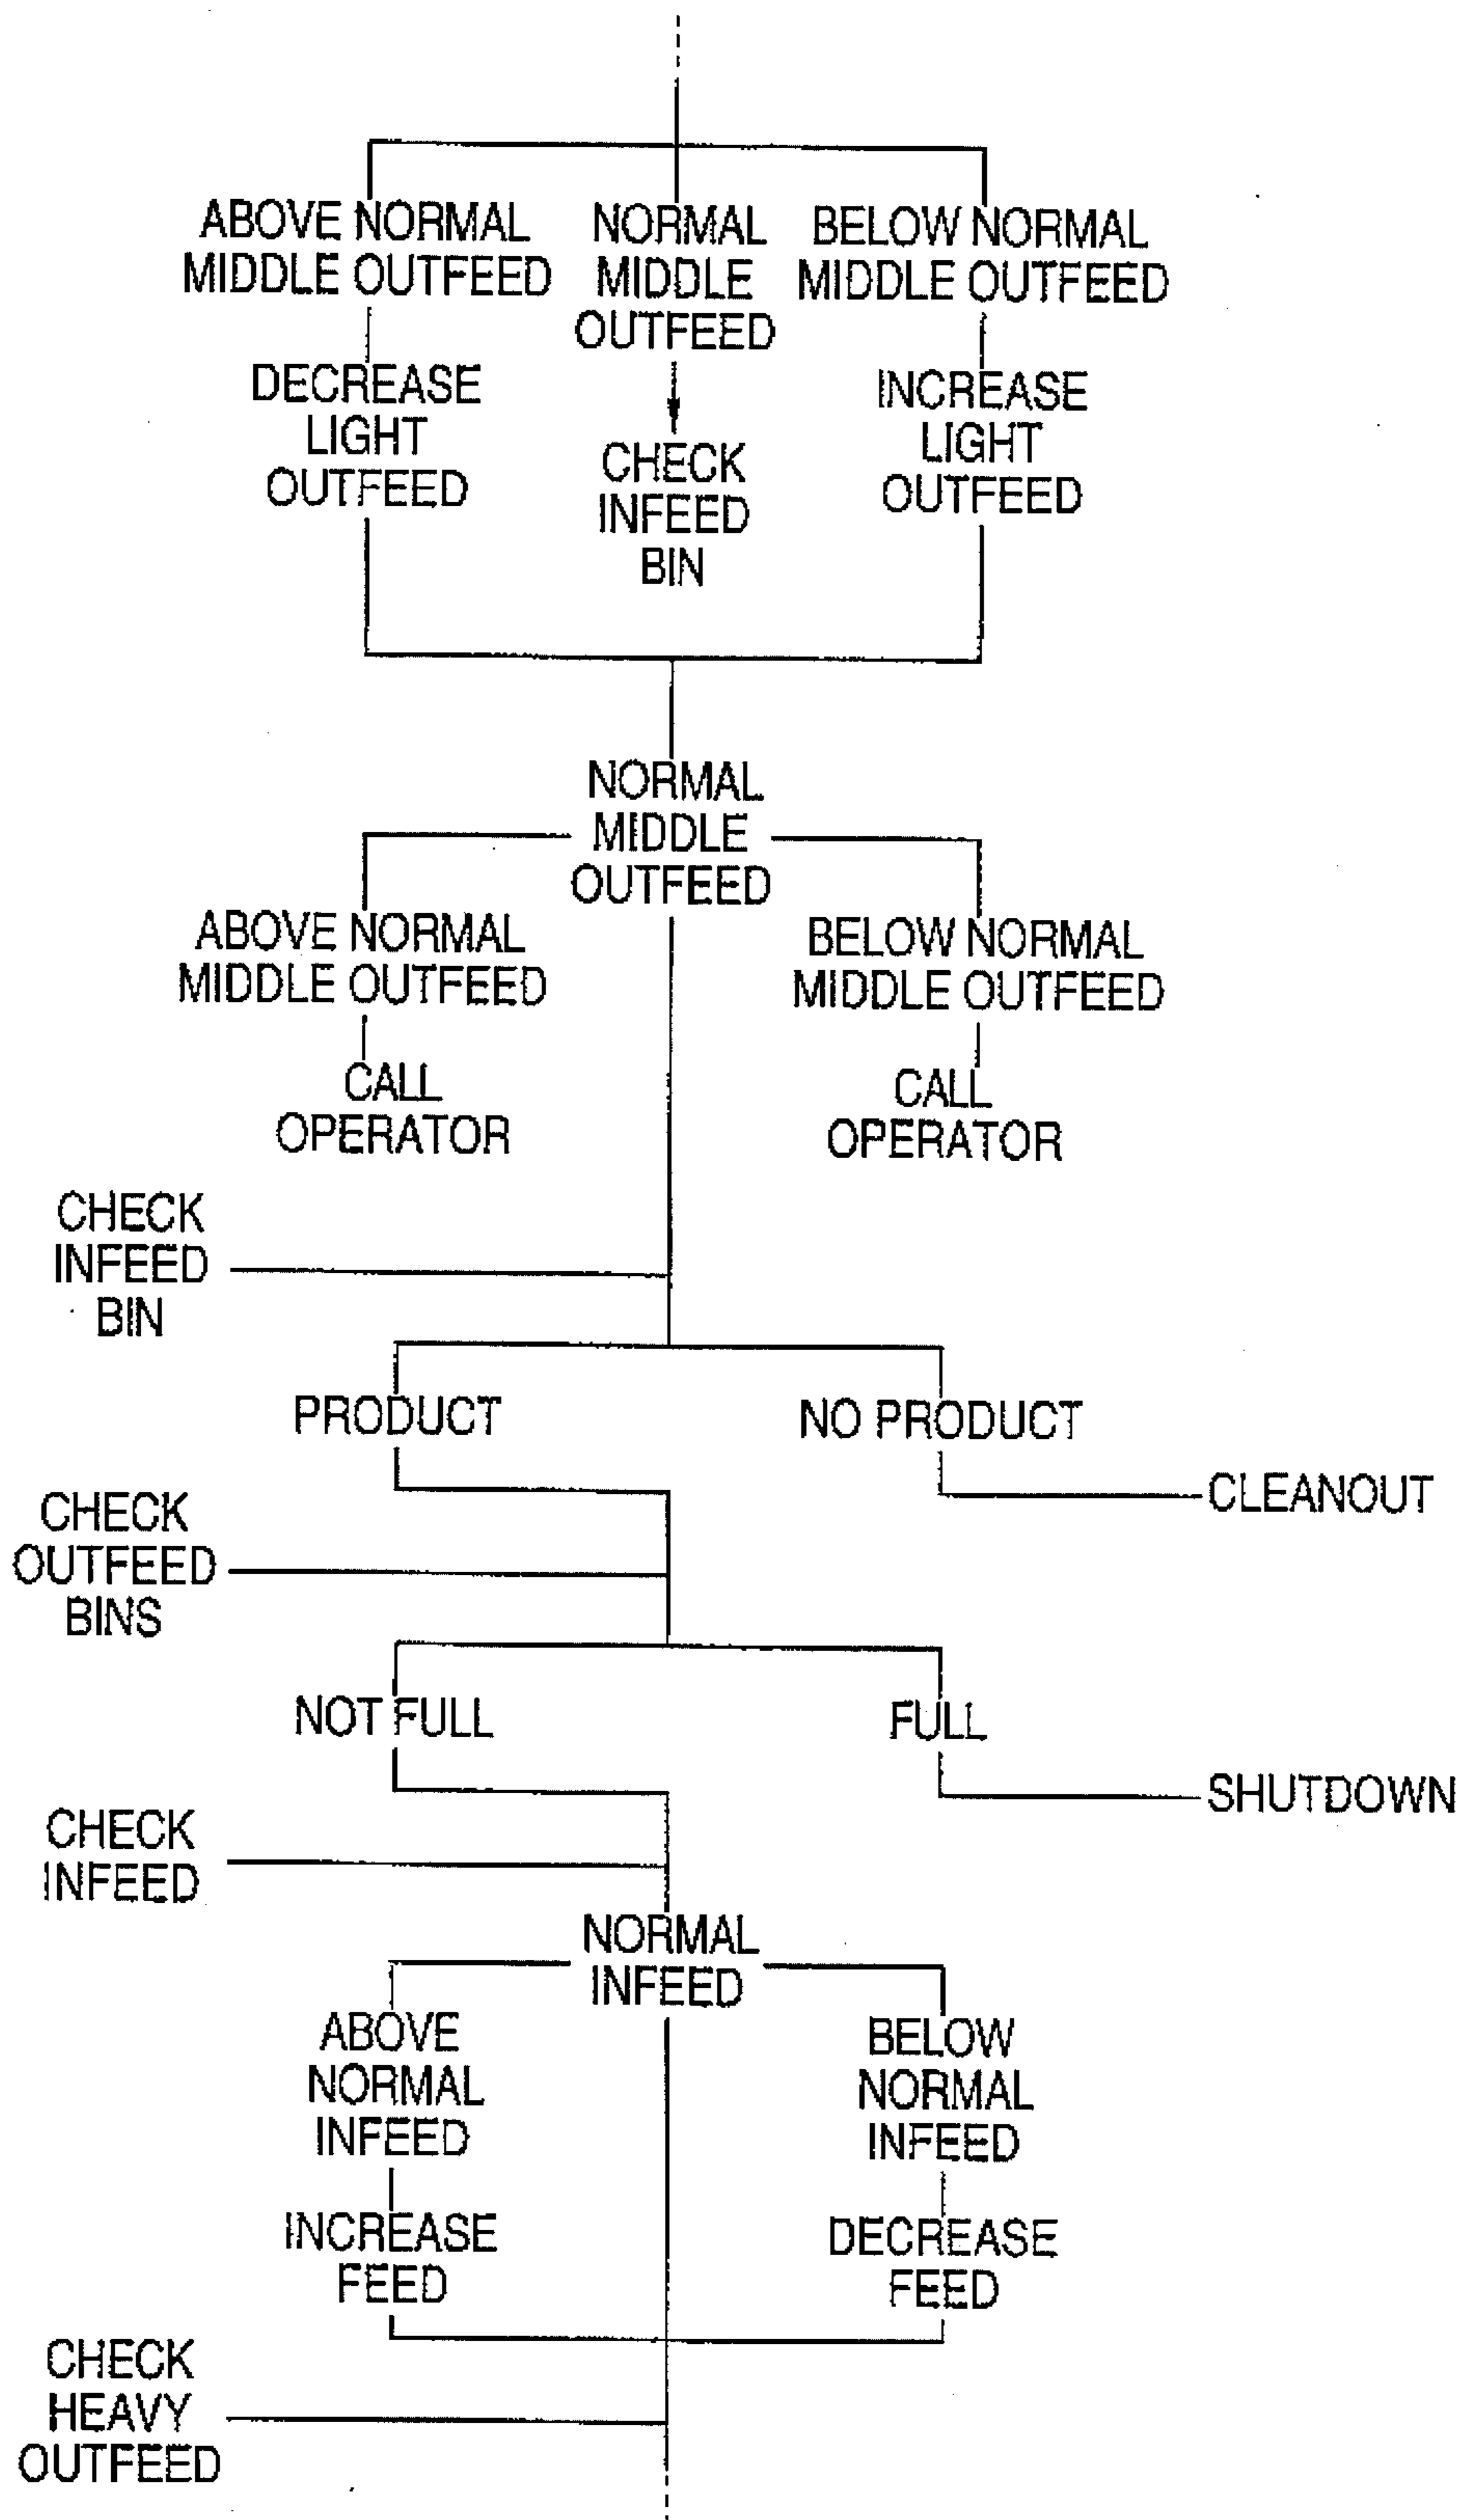 ABOVE NORMAL
MIDDLE OUTFEED
NORMAL
MIDDLE
OUTFEED
BELOW NORMAL
MIDDLE OUTFEED
DECREASE
LIGHT
OUTFEED
CHECK
INFEED
BIN
INCREASE
LIGHT
OUTFEED
NORMAL
MIDDLE
OUTFEED
ABOVE NORMAL
MIDDLE OUTFEED
BELOW NORMAL
MIDDLE OUTFEED
CALL
OPERATOR
CALL
OPERATOR
CHECK
INFEED
BIN
PRODUCT
NO PRODUCT
CLEANOUT
CHECK
OUTFEED
BINS
NOT FULL
FULL
SHUTDOWN
CHECK
INFEED
NORMAL
INFEED
ABOVE
NORMAL
INFEED
BELOW
NORMAL
INFEED
INCREASE
FEED
DECREASE
FEED
CHECK
HEAVY
OUTFEED